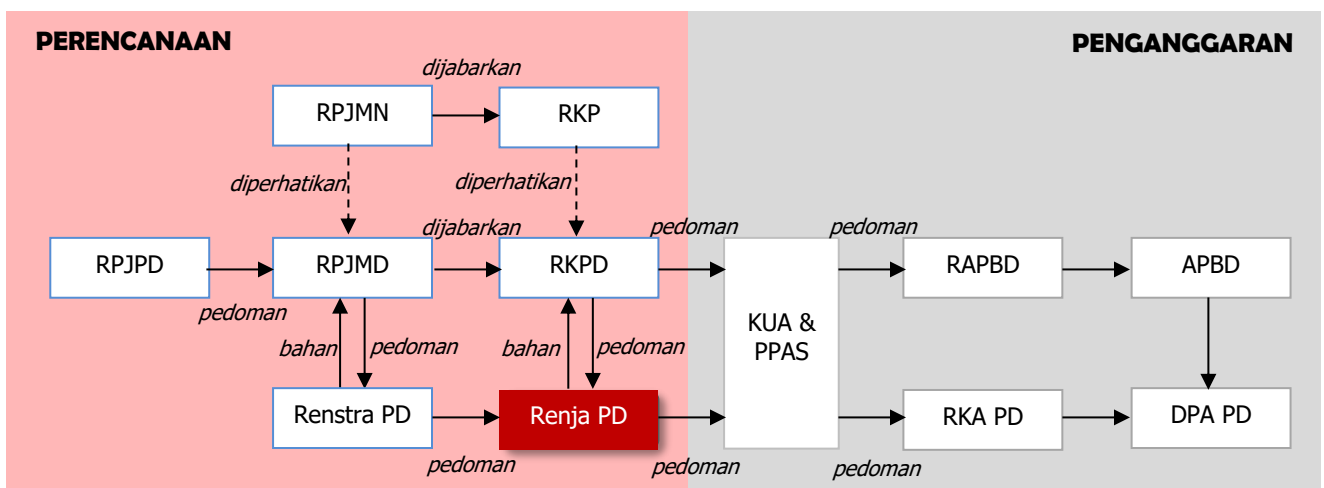 PERENCANAAN
PENGANGGARAN
dijabarkan
RPJMN
RKP
diperhatikan
diperhatikan
dijabarkan
pedoman
pedoman
RPJPD
RPJMD
RKPD
RAPBD
APBD
pedoman
KUA &
PPAS
bahan
pedoman
bahan
pedoman
Renstra PD
Renja PD
RKA PD
DPA PD
pedoman
pedoman
pedoman